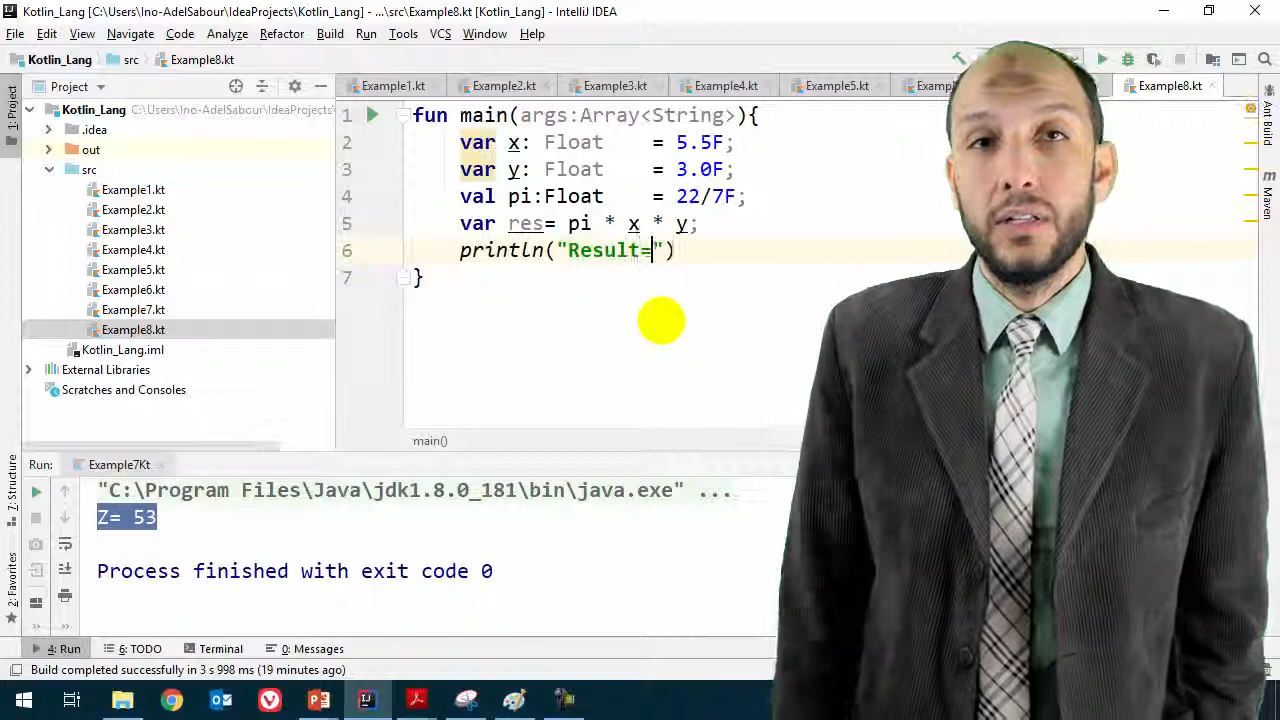 Kotlin_Lang [C:\Users\Ino-AdelSabour\IdeaProjects\Kotlin_Lang] - ...\src\Example8.kt [Kotlin_Lang] - IntelliJ IDEA
File Edit View Navigate Code Analyze Refactor Build Run Tools VCS Window Help
Kotlin_Lang src Example8.kt
Project
Example1.kt Example2.kt Example3.kt Example4.kt Example5.kt Example8.kt
1: Project
Kotlin_Lang C:\Users\Ino-AdelSabour\IdeaProjects\
.idea
out
src
Example1.kt
Example2.kt
Example3.kt
Example4.kt
Example5.kt
Example6.kt
Example7.kt
Example8.kt
Kotlin_Lang.iml
External Libraries
Scratches and Consoles
1 fun main(args:Array<String>){
2 var x: Float = 5.5F;
3 var y: Float = 3.0F;
4 val pi:Float = 22/7F;
5 var res= pi * x * y;
6 println("Result=")
7 }
main()
Ant Build
Maven
Run: Example7Kt
"C:\Program Files\Java\jdk1.8.0_181\bin\java.exe" ...
Z= 53
Process finished with exit code 0
7: Structure
2: Favorites
4: Run 6: TODO Terminal 0: Messages
Build completed successfully in 3 s 998 ms (19 minutes ago)